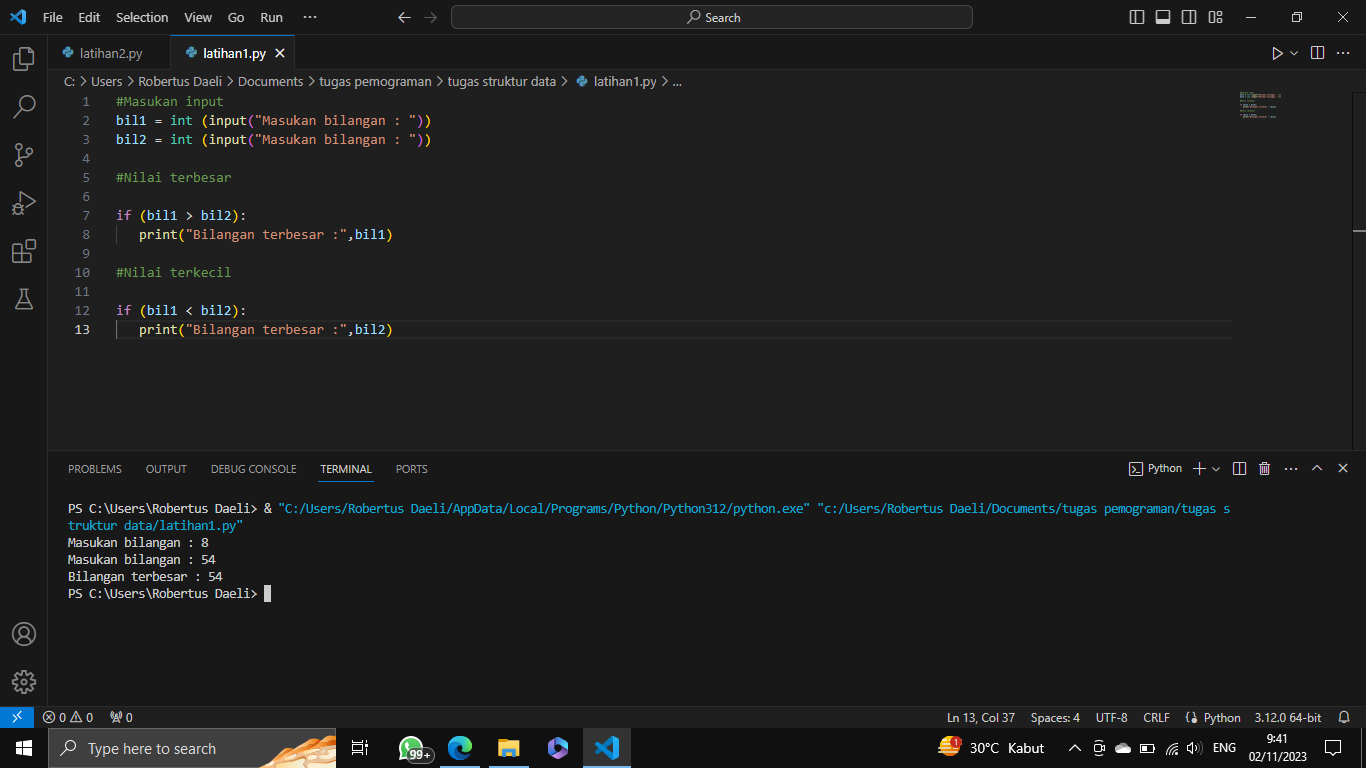 File Edit Selection View Go Run ··· Search
latihan2.py latihan1.py
C: > Users > Robertus Daeli > Documents > tugas pemograman > tugas struktur data > latihan1.py > ...
1 #Masukan input
2 bil1 = int (input("Masukan bilangan : "))
3 bil2 = int (input("Masukan bilangan : "))
4
5 #Nilai terbesar
6
7 if (bil1 > bil2):
8 print("Bilangan terbesar :",bil1)
9
10 #Nilai terkecil
11
12 if (bil1 < bil2):
13 print("Bilangan terbesar :",bil2)
PROBLEMS OUTPUT DEBUG CONSOLE TERMINAL PORTS Python
PS C:\Users\Robertus Daeli> & "C:/Users/Robertus Daeli/AppData/Local/Programs/Python/Python312/python.exe" "c:/Users/Robertus Daeli/Documents/tugas pemograman/tugas s
truktur data/latihan1.py"
Masukan bilangan : 8
Masukan bilangan : 54
Bilangan terbesar : 54
PS C:\Users\Robertus Daeli>
0 0 0 Ln 13, Col 37 Spaces: 4 UTF-8 CRLF Python 3.12.0 64-bit
Type here to search 99+ 1 30°C Kabut ENG 9:41
02/11/2023